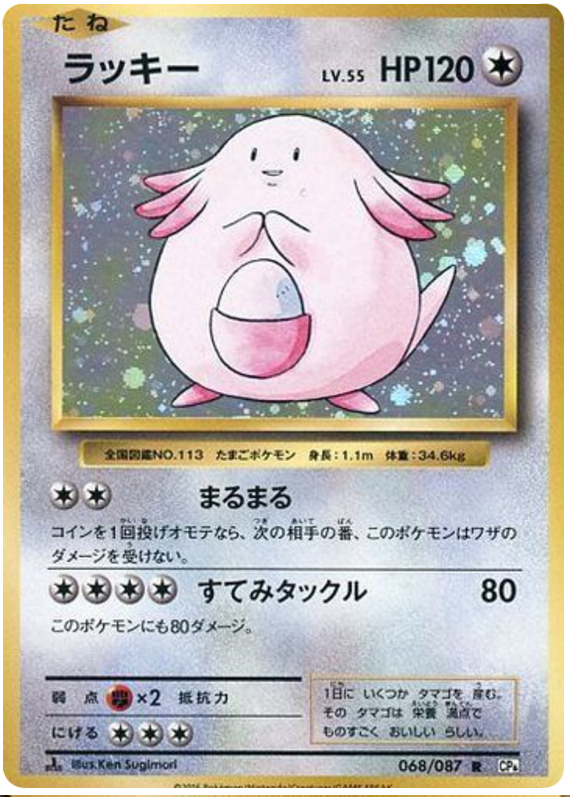 たね
ラッキー LV.55 HP120
全国図鑑NO.113 たまごポケモン 身長:1.1m 体重:34.6kg
まるまる
コインを1回投げオモテなら、次の相手の番、このポケモンはワザの
ダメージを受けない。
すてみタックル 80
このポケモンにも80ダメージ。
弱点 ×2 抵抗力
にげる
1日に いくつか タマゴを 産む。
その タマゴは 栄養 満点で
ものすごく おいしい らしい。
Illus.Ken Sugimori 068/087 R CP6
©2016 Pokémon/Nintendo/Creatures/GAME FREAK